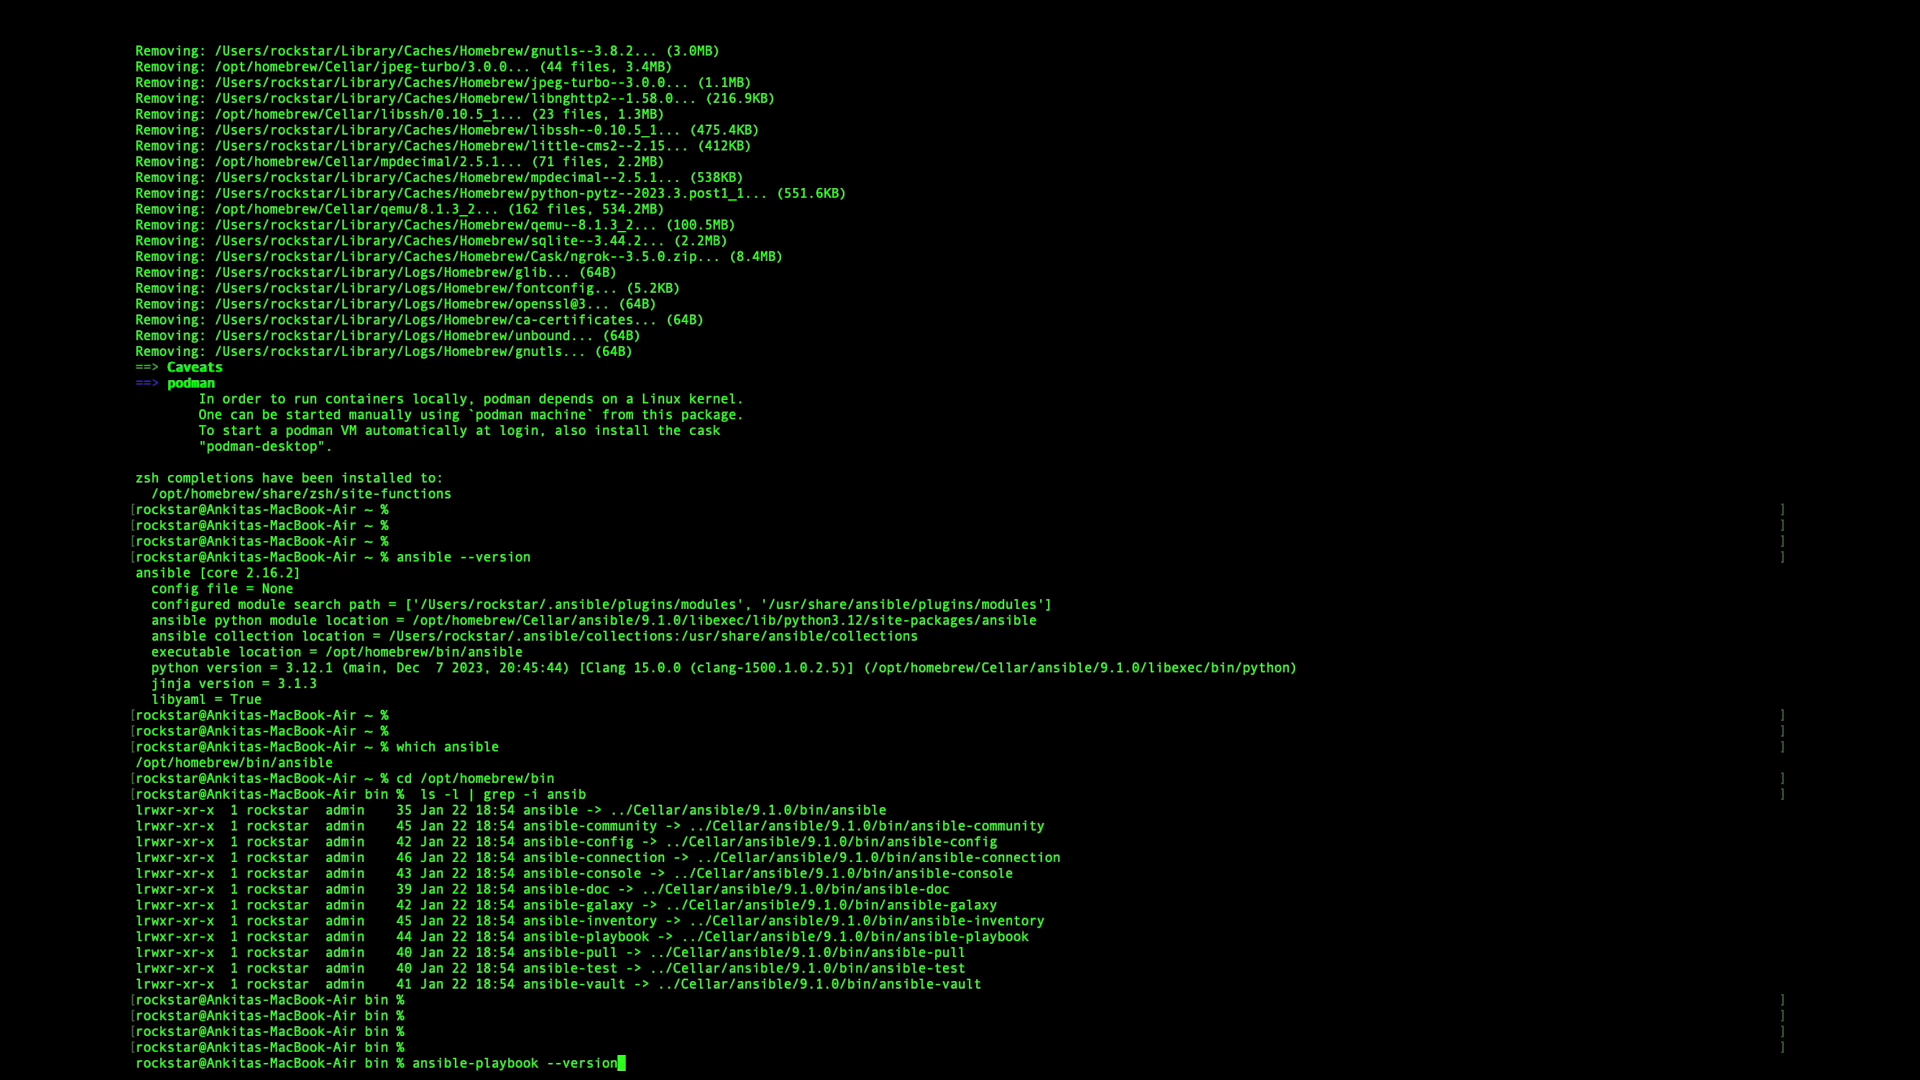 Removing: /Users/rockstar/Library/Caches/Homebrew/gnutls--3.8.2... (3.0MB)
Removing: /opt/homebrew/Cellar/jpeg-turbo/3.0.0... (44 files, 3.4MB)
Removing: /Users/rockstar/Library/Caches/Homebrew/jpeg-turbo--3.0.0... (1.1MB)
Removing: /Users/rockstar/Library/Caches/Homebrew/libnghttp2--1.58.0... (216.9KB)
Removing: /opt/homebrew/Cellar/libssh/0.10.5_1... (23 files, 1.3MB)
Removing: /Users/rockstar/Library/Caches/Homebrew/libssh--0.10.5_1... (475.4KB)
Removing: /Users/rockstar/Library/Caches/Homebrew/little-cms2--2.15... (412KB)
Removing: /opt/homebrew/Cellar/mpdecimal/2.5.1... (71 files, 2.2MB)
Removing: /Users/rockstar/Library/Caches/Homebrew/mpdecimal--2.5.1... (538KB)
Removing: /Users/rockstar/Library/Caches/Homebrew/python-pytz--2023.3.post1_1... (551.6KB)
Removing: /opt/homebrew/Cellar/qemu/8.1.3_2... (162 files, 534.2MB)
Removing: /Users/rockstar/Library/Caches/Homebrew/qemu--8.1.3_2... (100.5MB)
Removing: /Users/rockstar/Library/Caches/Homebrew/sqlite--3.44.2... (2.2MB)
Removing: /Users/rockstar/Library/Caches/Homebrew/Cask/ngrok--3.5.0.zip... (8.4MB)
Removing: /Users/rockstar/Library/Logs/Homebrew/glib... (64B)
Removing: /Users/rockstar/Library/Logs/Homebrew/fontconfig... (5.2KB)
Removing: /Users/rockstar/Library/Logs/Homebrew/openssl@3... (64B)
Removing: /Users/rockstar/Library/Logs/Homebrew/ca-certificates... (64B)
Removing: /Users/rockstar/Library/Logs/Homebrew/unbound... (64B)
Removing: /Users/rockstar/Library/Logs/Homebrew/gnutls... (64B)
==> Caveats
==> podman
In order to run containers locally, podman depends on a Linux kernel.
One can be started manually using `podman machine` from this package.
To start a podman VM automatically at login, also install the cask
"podman-desktop".
zsh completions have been installed to:
/opt/homebrew/share/zsh/site-functions
[rockstar@Ankitas-MacBook-Air ~ % ]
[rockstar@Ankitas-MacBook-Air ~ % ]
[rockstar@Ankitas-MacBook-Air ~ % ]
[rockstar@Ankitas-MacBook-Air ~ % ansible --version ]
ansible [core 2.16.2]
config file = None
configured module search path = ['/Users/rockstar/.ansible/plugins/modules', '/usr/share/ansible/plugins/modules']
ansible python module location = /opt/homebrew/Cellar/ansible/9.1.0/libexec/lib/python3.12/site-packages/ansible
ansible collection location = /Users/rockstar/.ansible/collections:/usr/share/ansible/collections
executable location = /opt/homebrew/bin/ansible
python version = 3.12.1 (main, Dec  7 2023, 20:45:44) [Clang 15.0.0 (clang-1500.1.0.2.5)] (/opt/homebrew/Cellar/ansible/9.1.0/libexec/bin/python)
jinja version = 3.1.3
libyaml = True
[rockstar@Ankitas-MacBook-Air ~ % ]
[rockstar@Ankitas-MacBook-Air ~ % ]
[rockstar@Ankitas-MacBook-Air ~ % which ansible ]
/opt/homebrew/bin/ansible
[rockstar@Ankitas-MacBook-Air ~ % cd /opt/homebrew/bin ]
[rockstar@Ankitas-MacBook-Air bin %  ls -l | grep -i ansib ]
lrwxr-xr-x  1 rockstar  admin    35 Jan 22 18:54 ansible -> ../Cellar/ansible/9.1.0/bin/ansible
lrwxr-xr-x  1 rockstar  admin    45 Jan 22 18:54 ansible-community -> ../Cellar/ansible/9.1.0/bin/ansible-community
lrwxr-xr-x  1 rockstar  admin    42 Jan 22 18:54 ansible-config -> ../Cellar/ansible/9.1.0/bin/ansible-config
lrwxr-xr-x  1 rockstar  admin    46 Jan 22 18:54 ansible-connection -> ../Cellar/ansible/9.1.0/bin/ansible-connection
lrwxr-xr-x  1 rockstar  admin    43 Jan 22 18:54 ansible-console -> ../Cellar/ansible/9.1.0/bin/ansible-console
lrwxr-xr-x  1 rockstar  admin    39 Jan 22 18:54 ansible-doc -> ../Cellar/ansible/9.1.0/bin/ansible-doc
lrwxr-xr-x  1 rockstar  admin    42 Jan 22 18:54 ansible-galaxy -> ../Cellar/ansible/9.1.0/bin/ansible-galaxy
lrwxr-xr-x  1 rockstar  admin    45 Jan 22 18:54 ansible-inventory -> ../Cellar/ansible/9.1.0/bin/ansible-inventory
lrwxr-xr-x  1 rockstar  admin    44 Jan 22 18:54 ansible-playbook -> ../Cellar/ansible/9.1.0/bin/ansible-playbook
lrwxr-xr-x  1 rockstar  admin    40 Jan 22 18:54 ansible-pull -> ../Cellar/ansible/9.1.0/bin/ansible-pull
lrwxr-xr-x  1 rockstar  admin    40 Jan 22 18:54 ansible-test -> ../Cellar/ansible/9.1.0/bin/ansible-test
lrwxr-xr-x  1 rockstar  admin    41 Jan 22 18:54 ansible-vault -> ../Cellar/ansible/9.1.0/bin/ansible-vault
[rockstar@Ankitas-MacBook-Air bin % ]
[rockstar@Ankitas-MacBook-Air bin % ]
[rockstar@Ankitas-MacBook-Air bin % ]
[rockstar@Ankitas-MacBook-Air bin % ]
rockstar@Ankitas-MacBook-Air bin % ansible-playbook --version